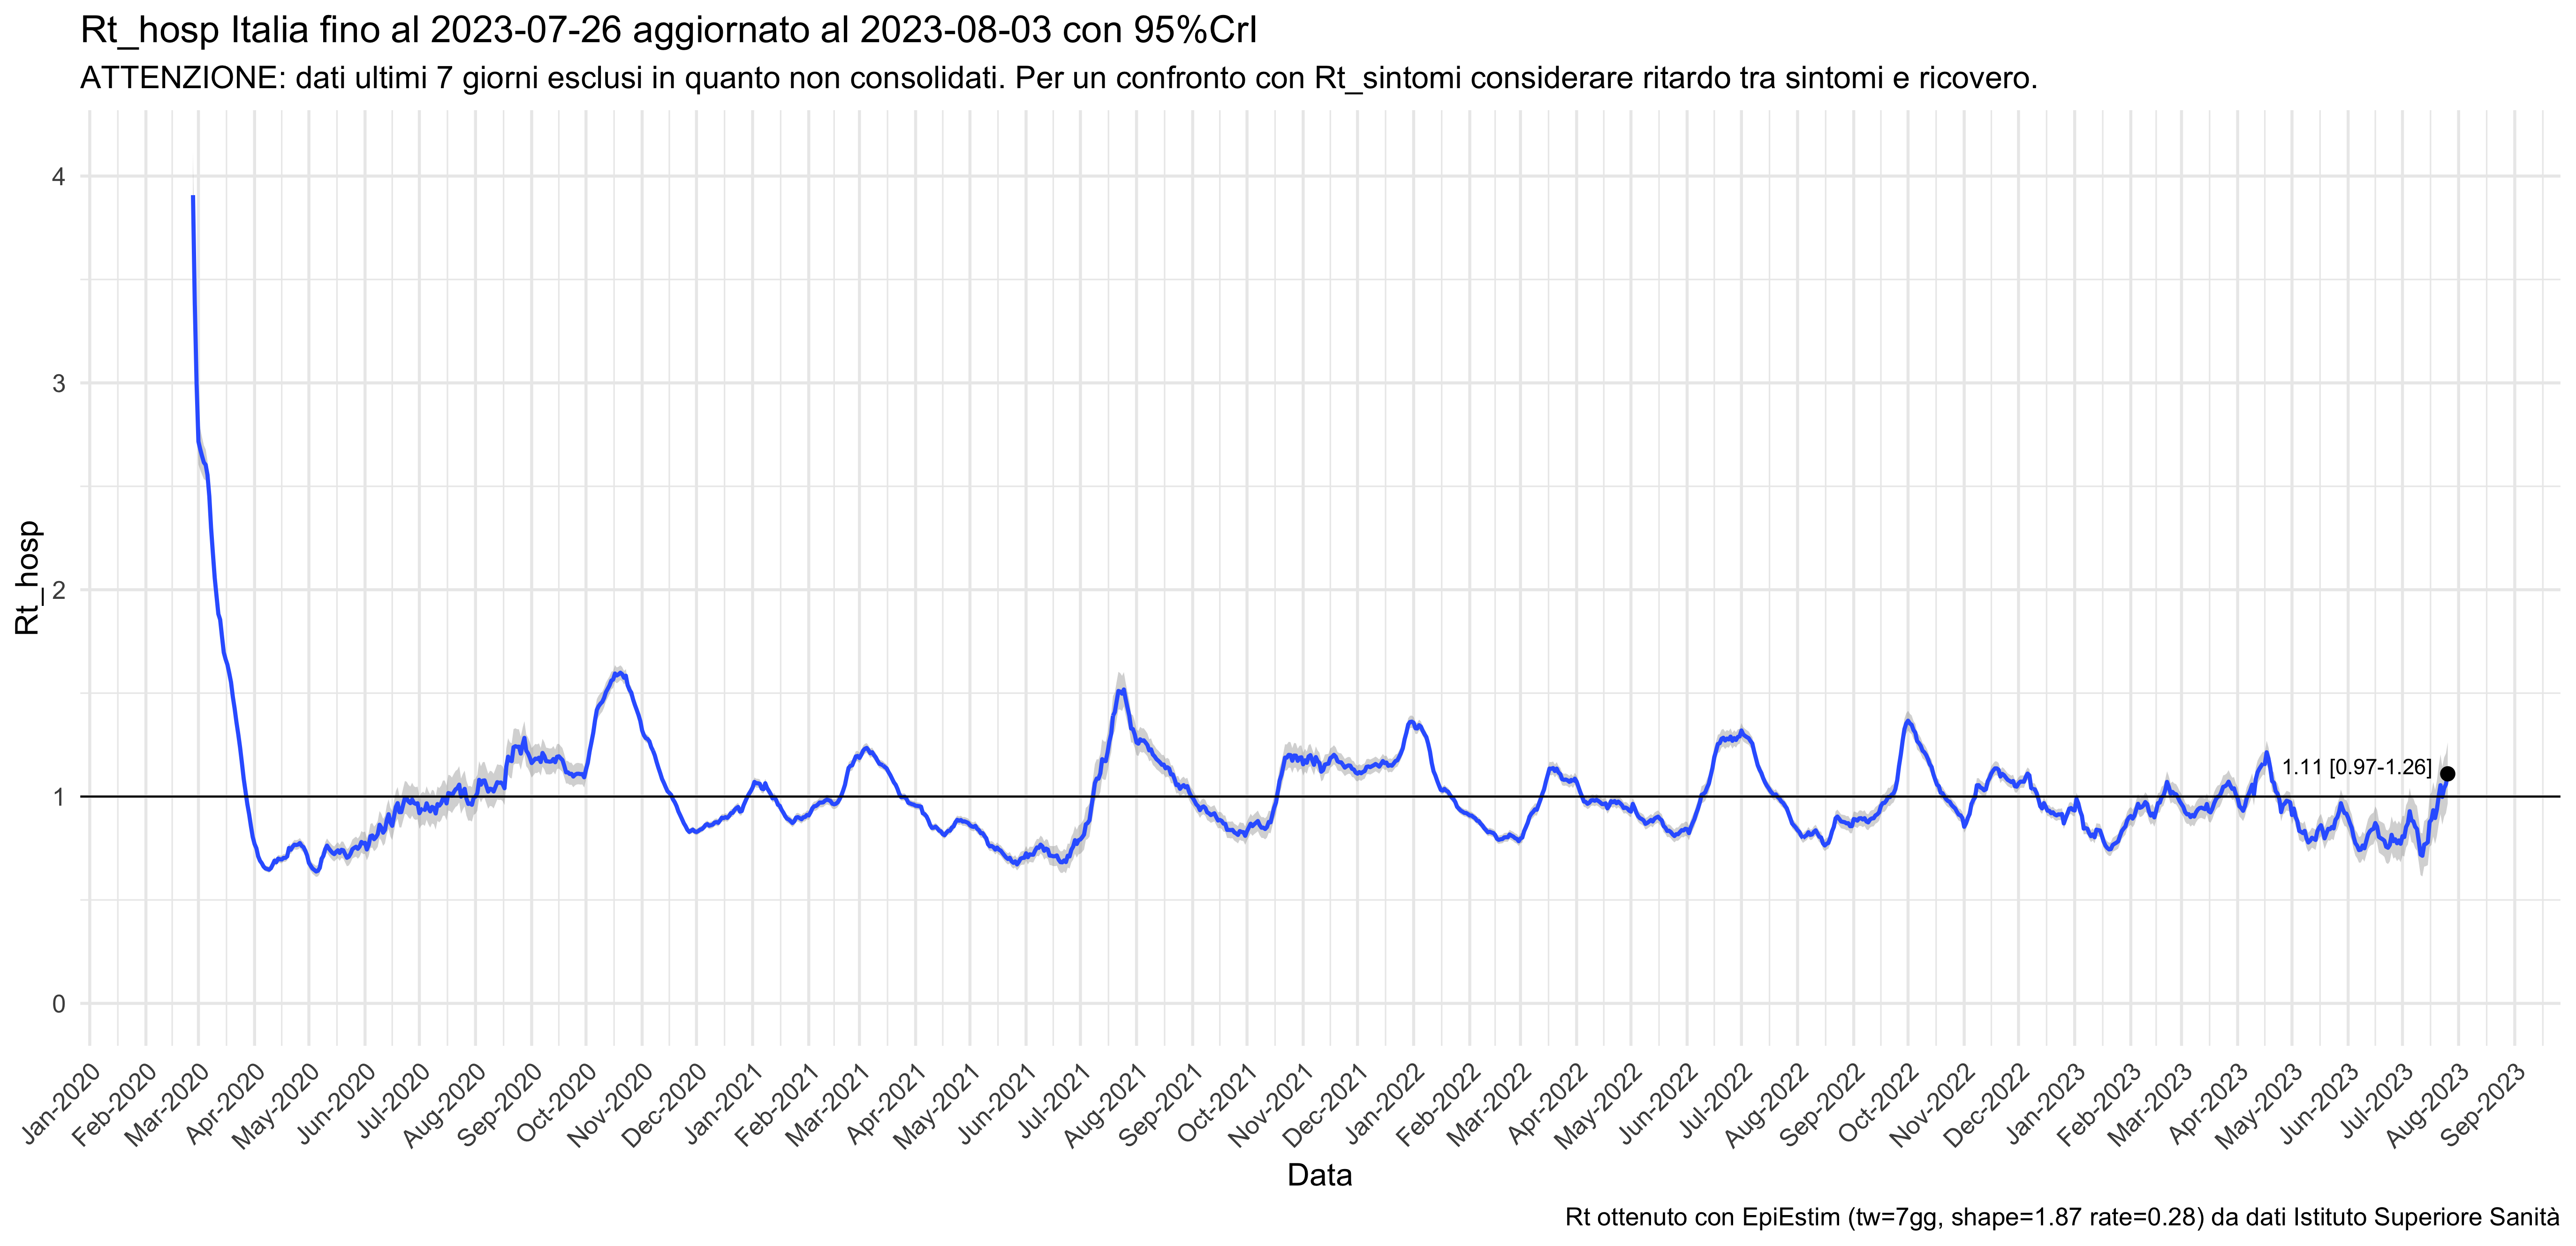 Rt_hosp Italia fino al 2023-07-26 aggiornato al 2023-08-03 con 95%CrI
ATTENZIONE: dati ultimi 7 giorni esclusi in quanto non consolidati. Per un confronto con Rt_sintomi considerare ritardo tra sintomi e ricovero.
4
3
2
1
0
Rt_hosp
1.11 [0.97-1.26]
Jan-2020
Feb-2020
Mar-2020
Apr-2020
May-2020
Jun-2020
Jul-2020
Aug-2020
Sep-2020
Oct-2020
Nov-2020
Dec-2020
Jan-2021
Feb-2021
Mar-2021
Apr-2021
May-2021
Jun-2021
Jul-2021
Aug-2021
Sep-2021
Oct-2021
Nov-2021
Dec-2021
Jan-2022
Feb-2022
Mar-2022
Apr-2022
May-2022
Jun-2022
Jul-2022
Aug-2022
Sep-2022
Oct-2022
Nov-2022
Dec-2022
Jan-2023
Feb-2023
Mar-2023
Apr-2023
May-2023
Jun-2023
Jul-2023
Aug-2023
Sep-2023
Data
Rt ottenuto con EpiEstim (tw=7gg, shape=1.87 rate=0.28) da dati Istituto Superiore Sanità